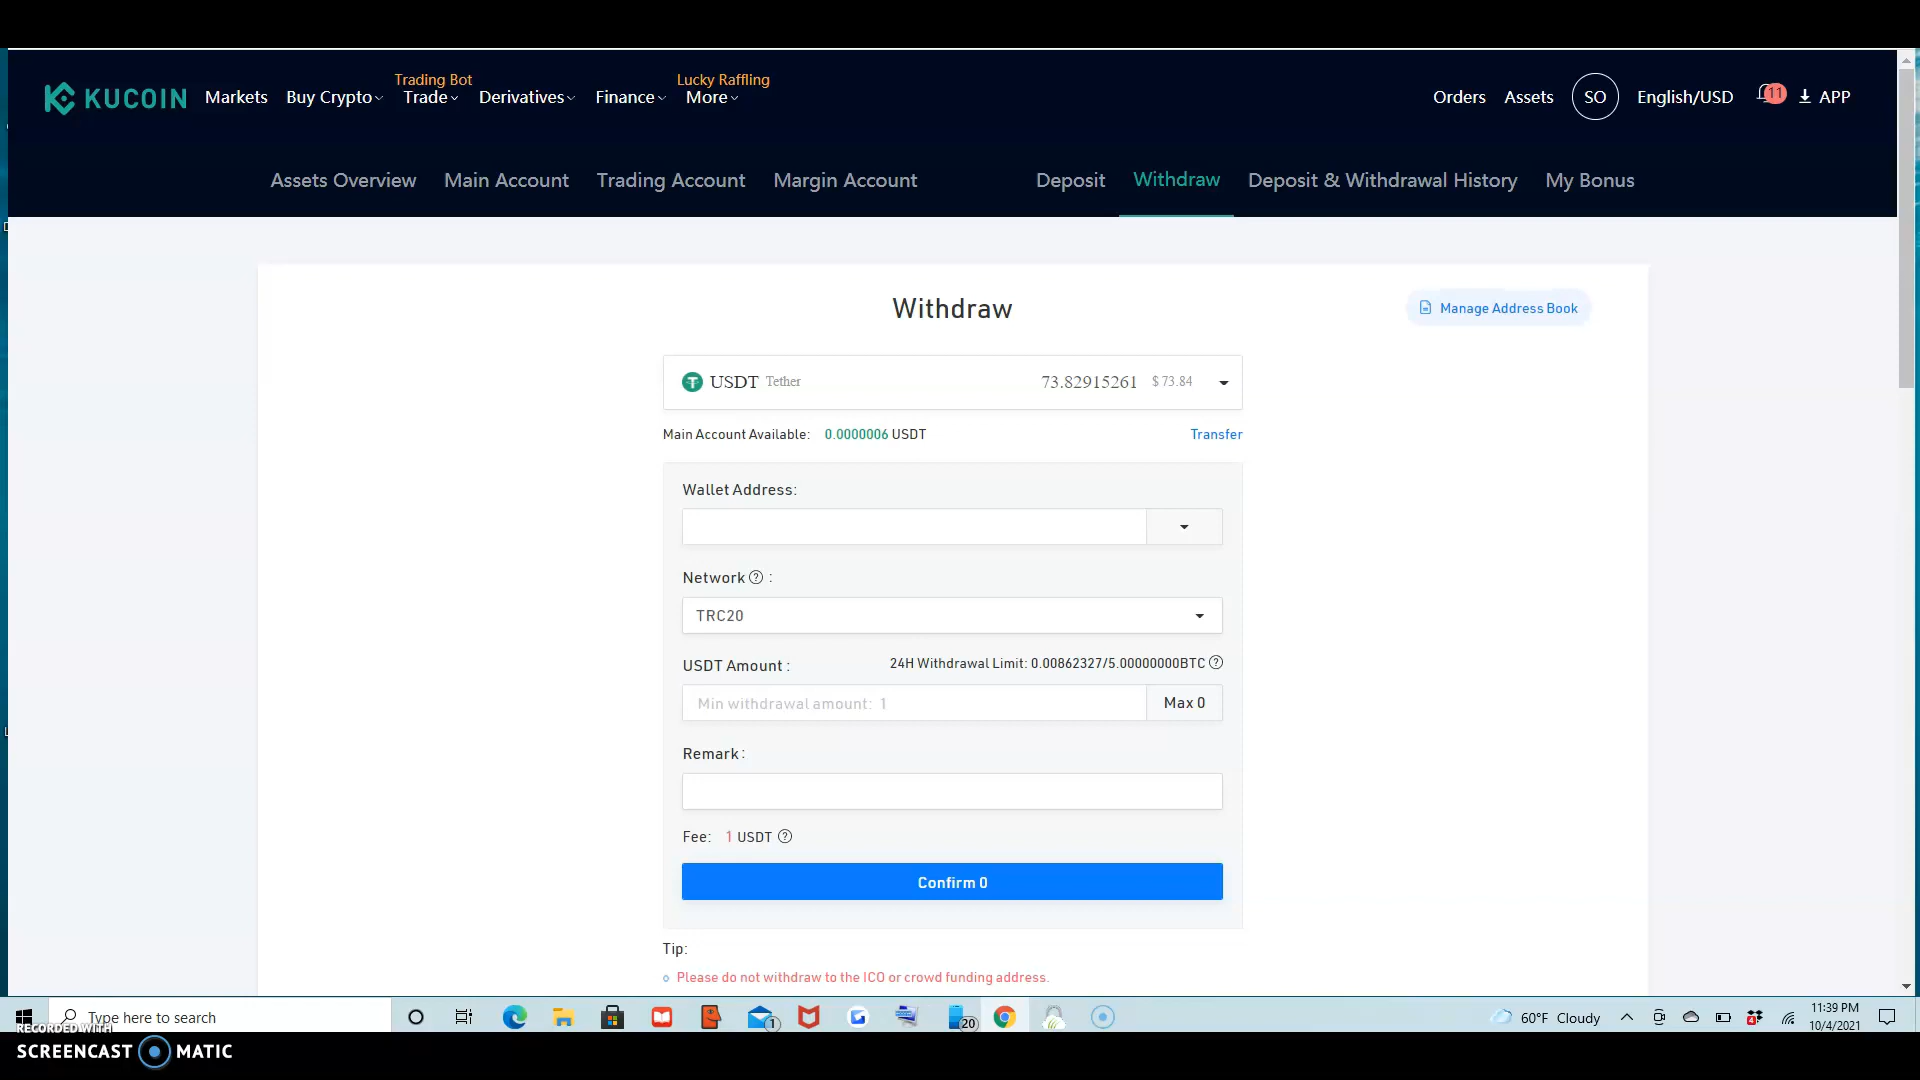 Trading Bot
Lucky Raffling
KUCOIN Markets Buy Crypto Trade Derivatives Finance More Orders Assets SO English/USD 11 APP
Assets Overview Main Account Trading Account Margin Account Deposit Withdraw Deposit & Withdrawal History My Bonus
Withdraw
Manage Address Book
USDT Tether 73.82915261 $ 73.84
Main Account Available: 0.0000006 USDT Transfer
Wallet Address:
Network ? :
TRC20
USDT Amount : 24H Withdrawal Limit: 0.00862327/5.00000000BTC ?
Min withdrawal amount: 1 Max 0
Remark :
Fee: 1 USDT ?
Confirm 0
Tip:
Please do not withdraw to the ICO or crowd funding address.
Type here to search 1 20 60°F Cloudy 4 11:39 PM
10/4/2021
RECORDED WITH
SCREENCAST MATIC